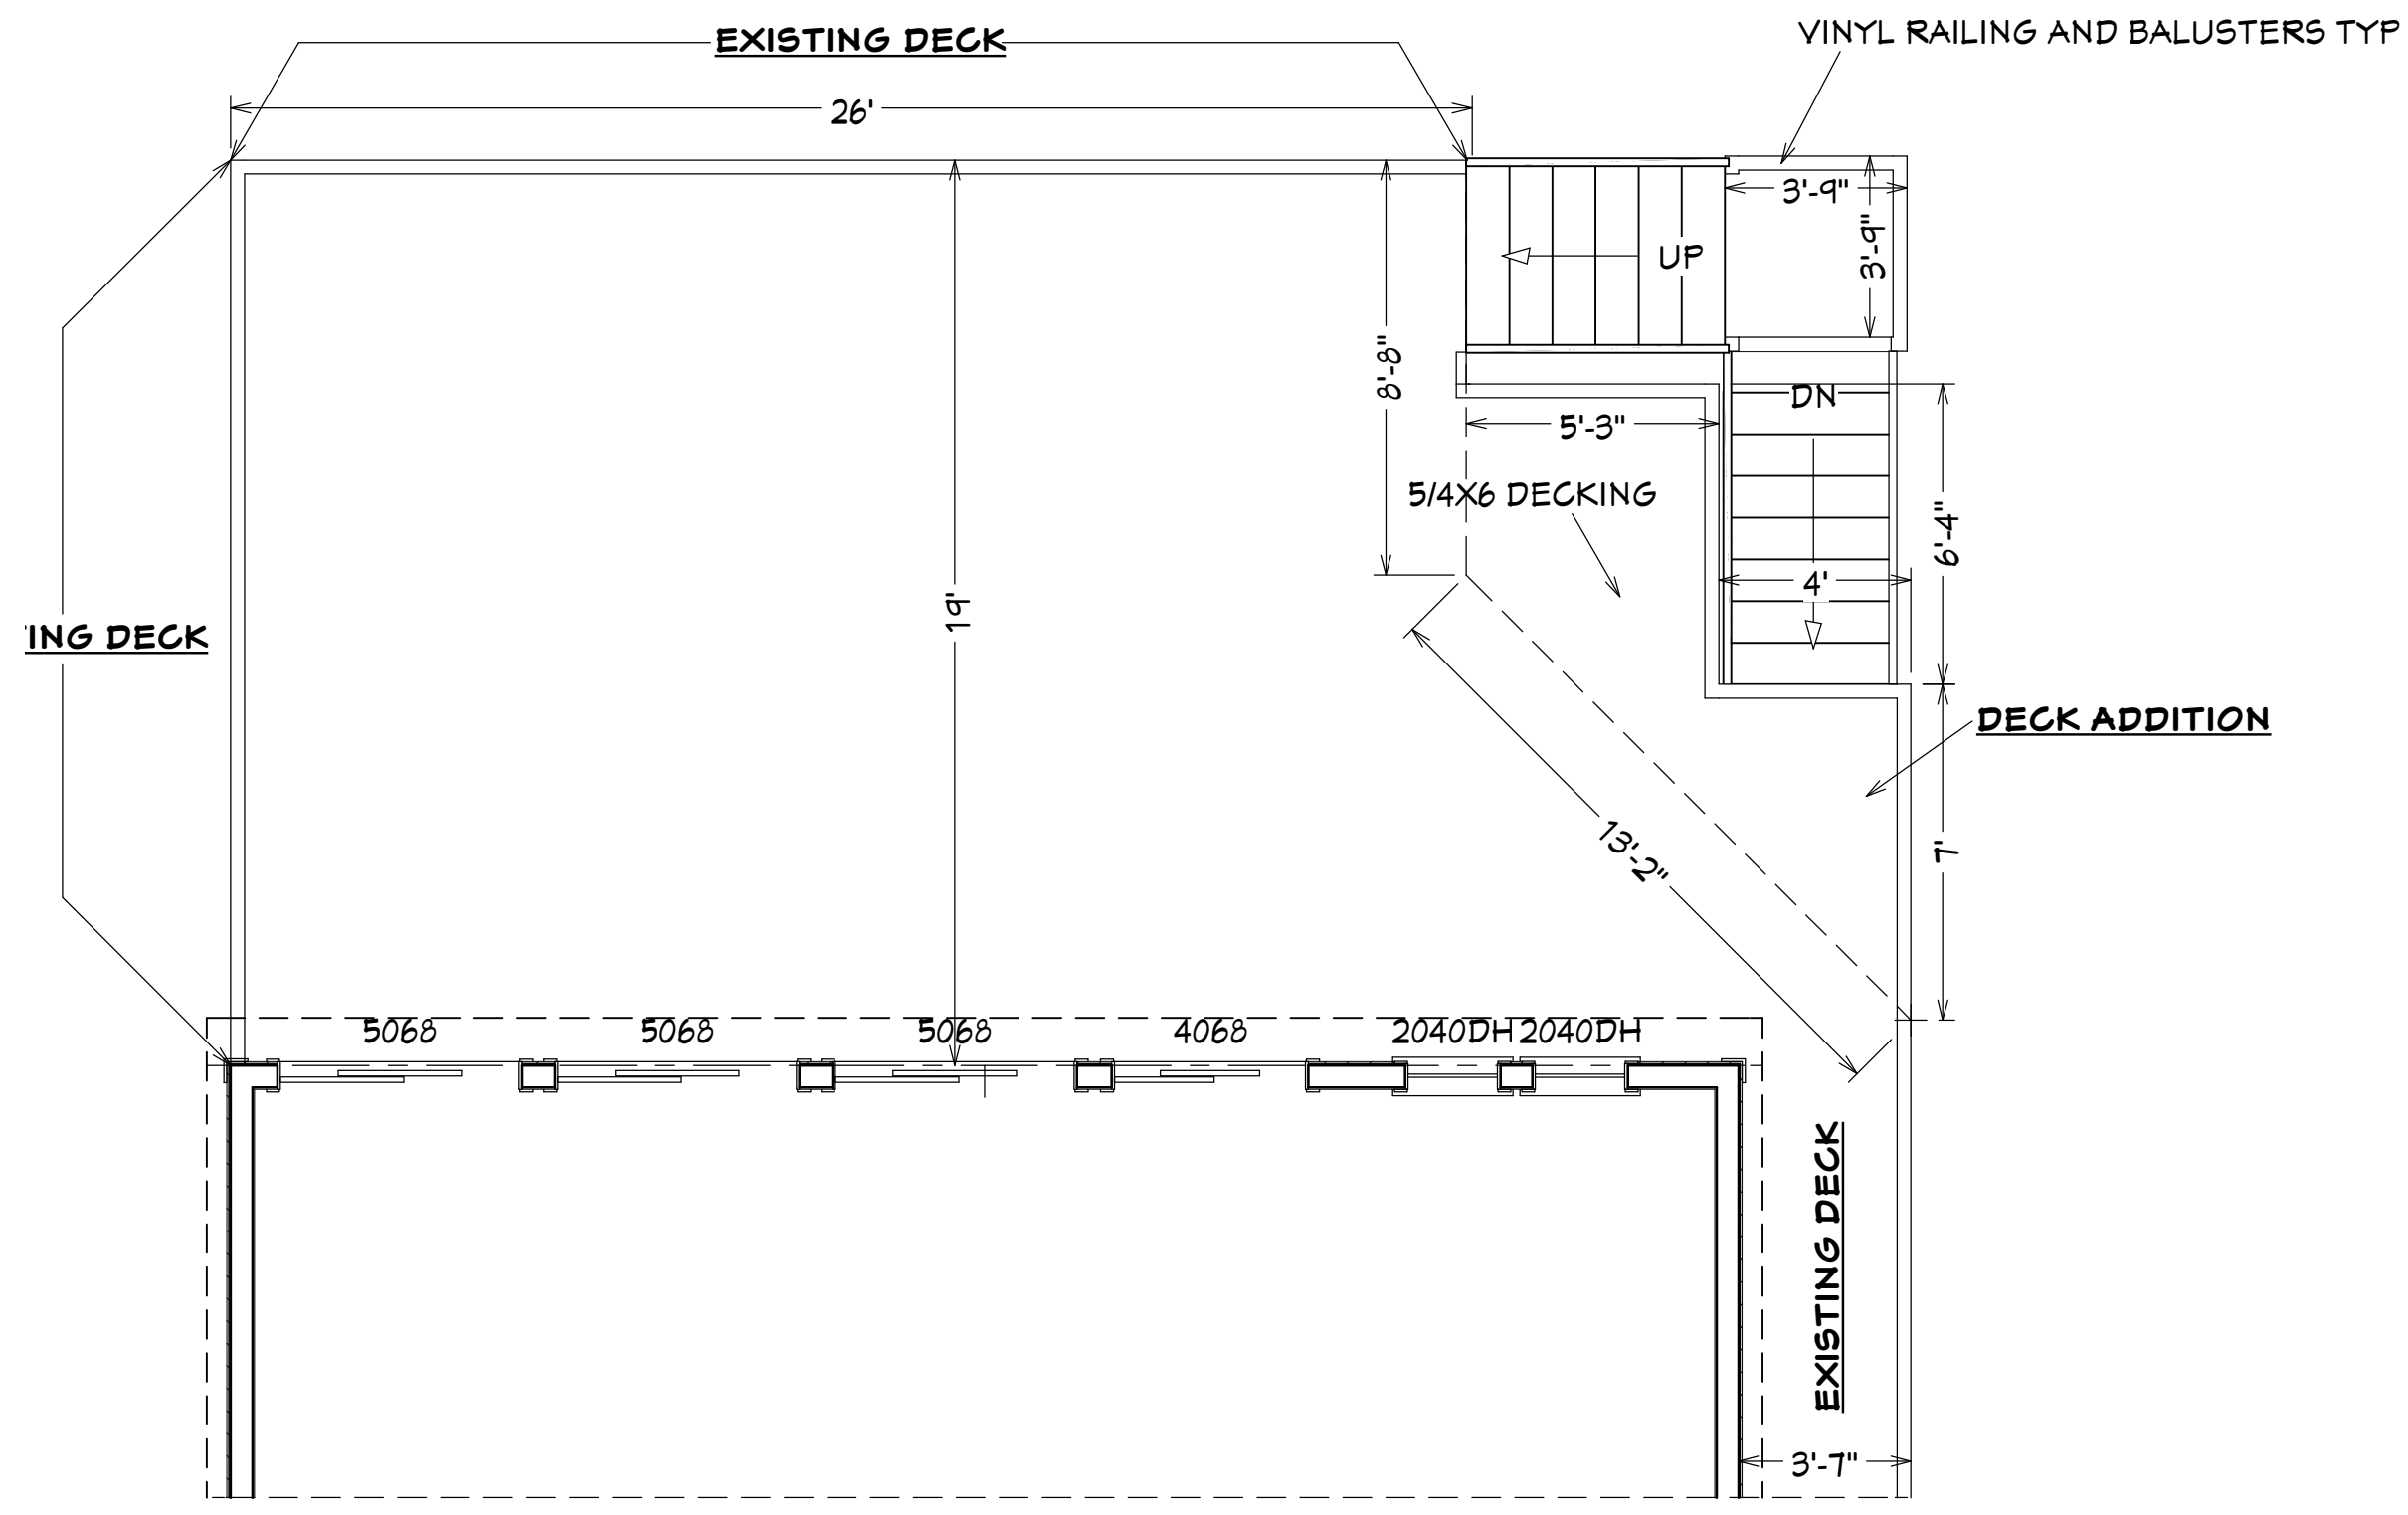 EXISTING DECK
VINYL RAILING AND BALUSTERS TYP
26'
3'-9"
3'-9"
UP
8'-8"
DN
5'-3"
5/4X6 DECKING
6'-4"
4'
19'
ING DECK
DECK ADDITION
7'
13'-2"
5068
5068
5068
4068
2040DH
2040DH
EXISTING DECK
3'-7"